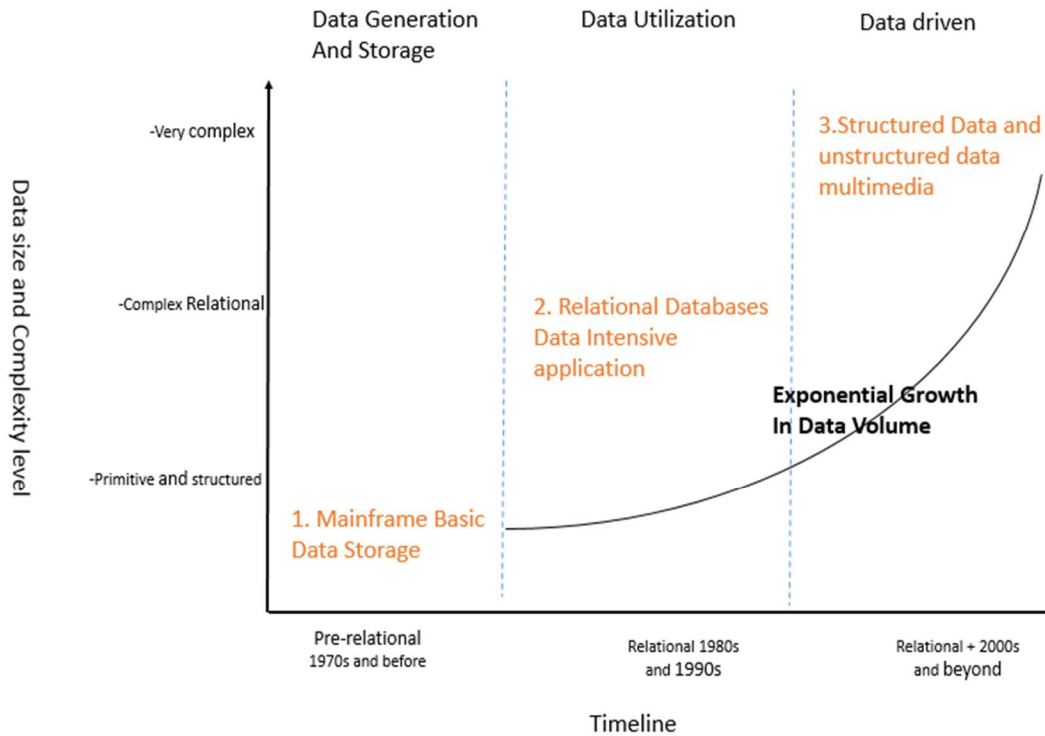 Data Generation
And Storage
Data Utilization
Data driven
Data size and Complexity level
-Very complex
-Complex Relational
-Primitive and structured
1. Mainframe Basic
Data Storage
2. Relational Databases
Data Intensive
application
3.Structured Data and
unstructured data
multimedia
Exponential Growth
In Data Volume
Pre-relational
1970s and before
Relational 1980s
and 1990s
Relational + 2000s
and beyond
Timeline